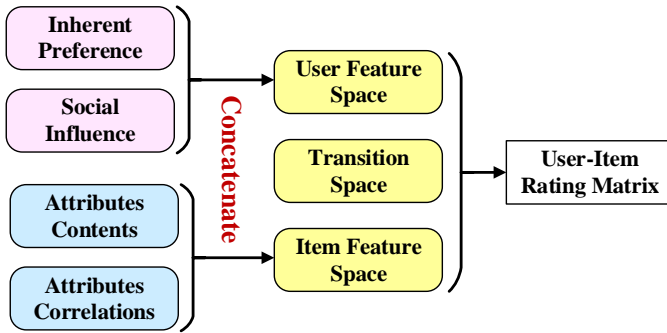 Inherent
Preference
Social
Influence
Attributes
Contents
Attributes
Correlations
Concatenate
User Feature
Space
Transition
Space
Item Feature
Space
User-Item
Rating Matrix